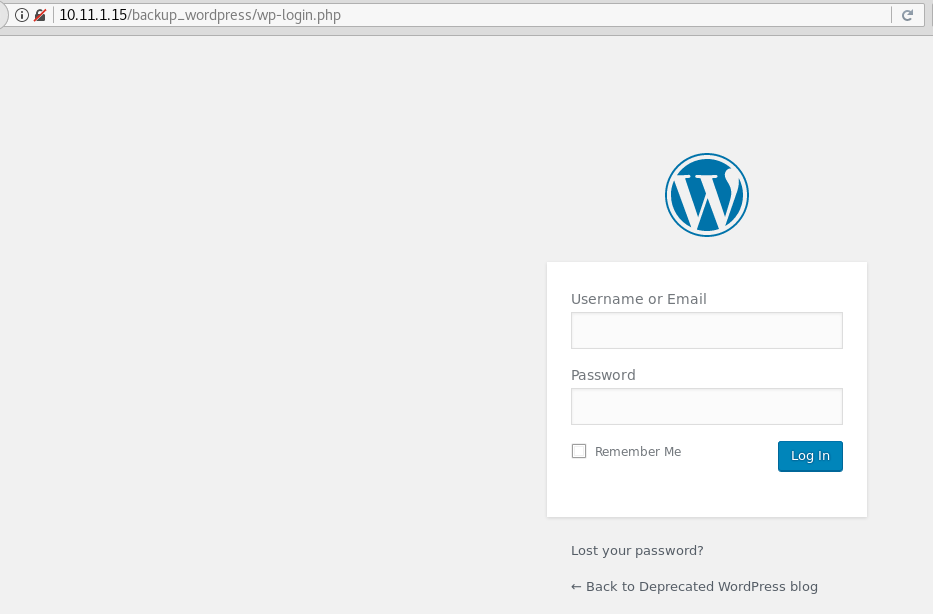 10.11.1.15/backup_wordpress/wp-login.php
Username or Email
Password
Remember Me
Log In
Lost your password?
← Back to Deprecated WordPress blog